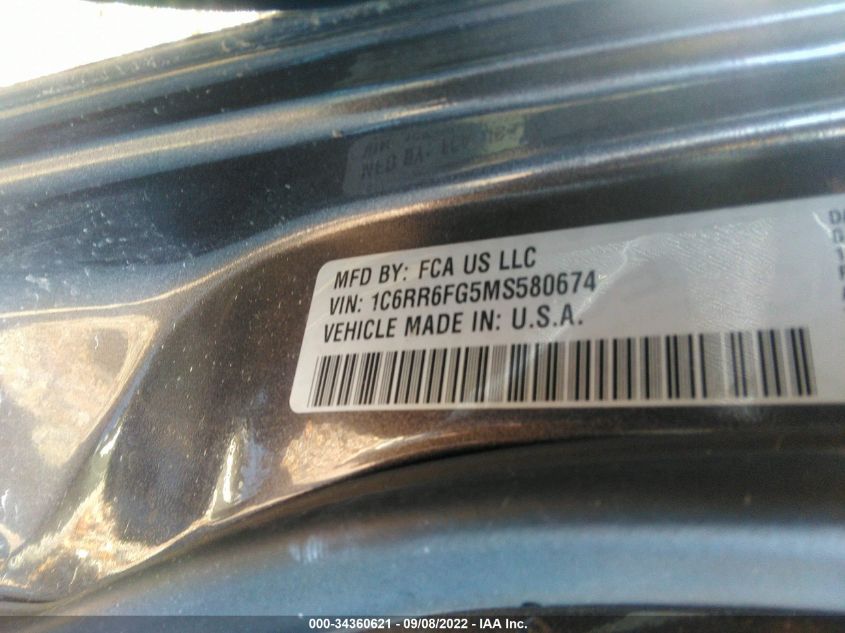 MFD BY: FCA US LLC
VIN: 1C6RR6FG5MS580674
VEHICLE MADE IN: U.S.A.
000-34360621 - 09/08/2022 - IAA Inc.